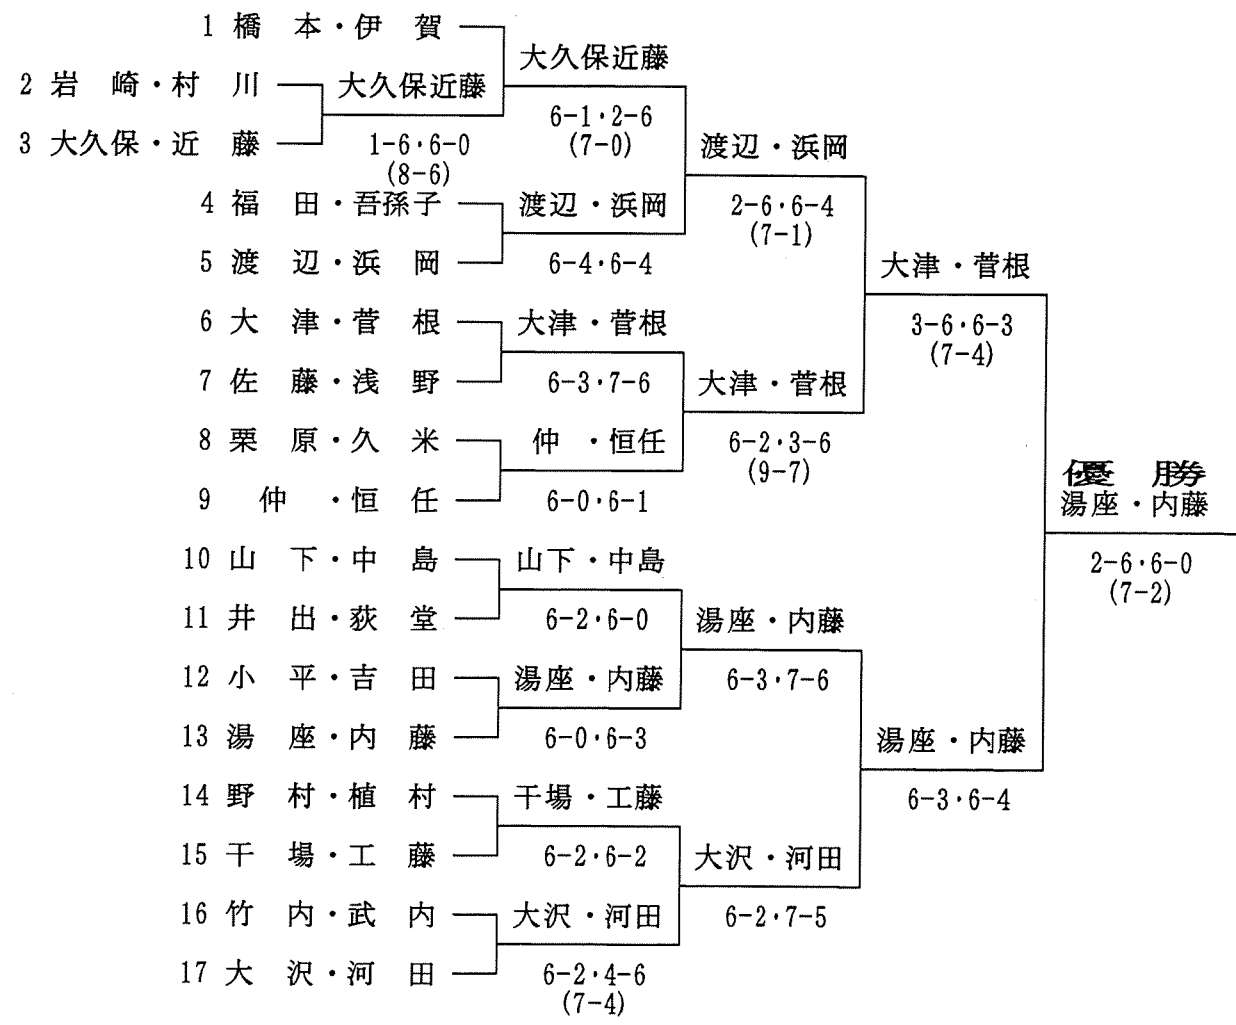 1 橋 本・伊 賀
大久保近藤
2 岩 崎・村 川
大久保近藤
6-1・2-6
(7-0)
3 大久保・近 藤
1-6・6-0
(8-6)
渡辺・浜岡
4 福 田・吾孫子
渡辺・浜岡
2-6・6-4
(7-1)
5 渡 辺・浜 岡
6-4・6-4
大津・菅根
6 大 津・菅 根
大津・菅根
3-6・6-3
(7-4)
7 佐 藤・浅 野
6-3・7-6
大津・菅根
8 栗 原・久 米
仲 ・恒任
6-2・3-6
(9-7)
9 仲 ・恒 任
6-0・6-1
優 勝
湯座・内藤
10 山 下・中 島
山下・中島
2-6・6-0
(7-2)
11 井 出・荻 堂
6-2・6-0
湯座・内藤
12 小 平・吉 田
湯座・内藤
6-3・7-6
13 湯 座・内 藤
6-0・6-3
湯座・内藤
14 野 村・植 村
干場・工藤
6-3・6-4
15 干 場・工 藤
6-2・6-2
大沢・河田
16 竹 内・武 内
大沢・河田
6-2・7-5
17 大 沢・河 田
6-2・4-6
(7-4)